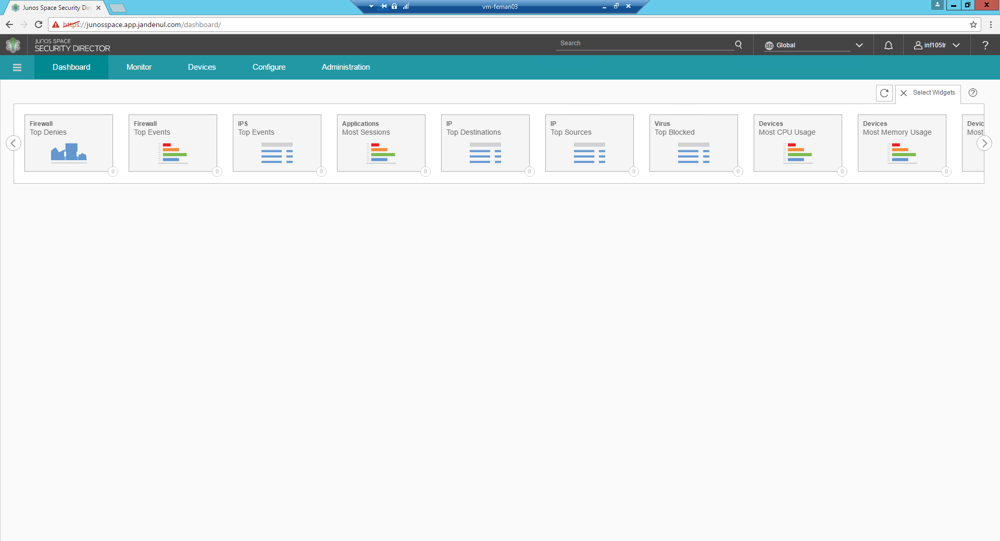 Junos Space Security Dir
vm-feman03
https://junosspace.app.jandenul.com/dashboard/
JUNOS SPACE
SECURITY DIRECTOR
Search
Global
inf105tr
?
Dashboard
Monitor
Devices
Configure
Administration
Select Widgets
?
Firewall
Top Denies
0
Firewall
Top Events
0
IPS
Top Events
0
Applications
Most Sessions
0
IP
Top Destinations
0
IP
Top Sources
0
Virus
Top Blocked
0
Devices
Most CPU Usage
0
Devices
Most Memory Usage
0
Devic
Most